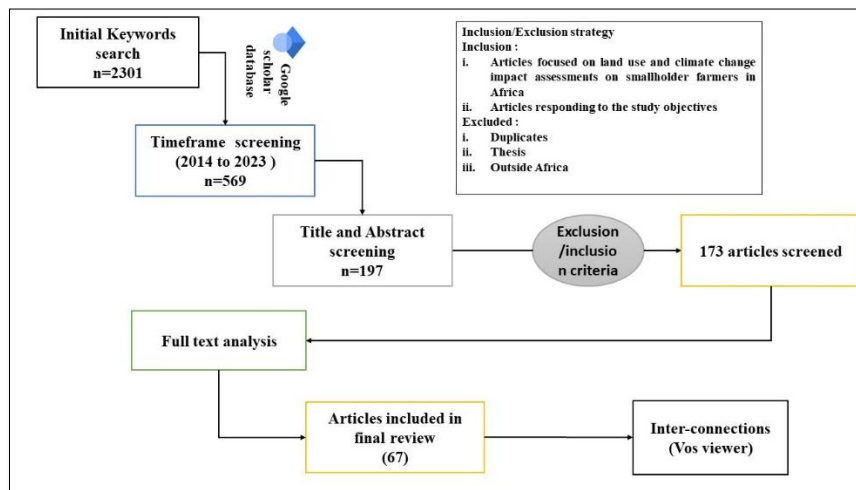 Initial Keywords
search
n=2301
Google
scholar
database
Inclusion/Exclusion strategy
Inclusion :
i. Articles focused on land use and climate change
impact assessments on smallholder farmers in
Africa
ii. Articles responding to the study objectives
Excluded :
i. Duplicates
ii. Thesis
iii. Outside Africa
Timeframe screening
(2014 to 2023 )
n=569
Title and Abstract
screening
n=197
Exclusion
/inclusio
n criteria
173 articles screened
Full text analysis
Articles included in
final review
(67)
Inter-connections
(Vos viewer)